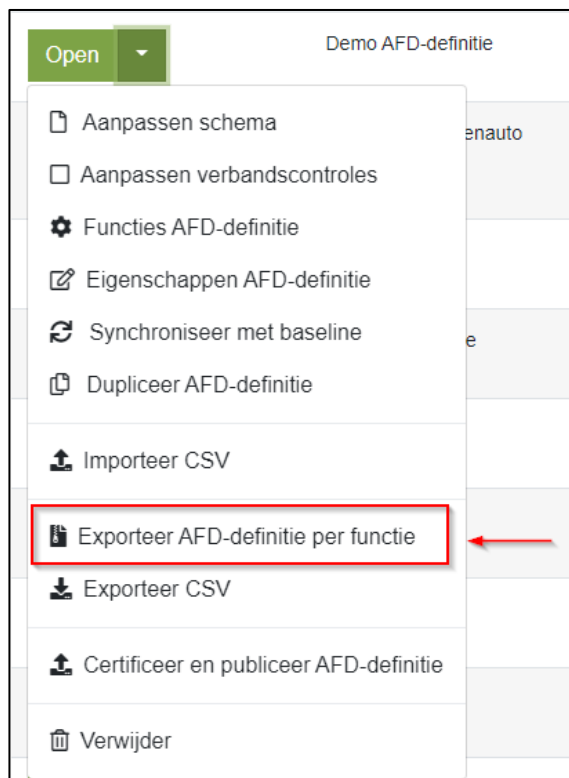 Open
Demo AFD-definitie
Aanpassen schema
enauto
Aanpassen verbandscontroles
Functies AFD-definitie
Eigenschappen AFD-definitie
Synchroniseer met baseline
e
Dupliceer AFD-definitie
Importeer CSV
Exporteer AFD-definitie per functie
Exporteer CSV
Certificeer en publiceer AFD-definitie
Verwijder